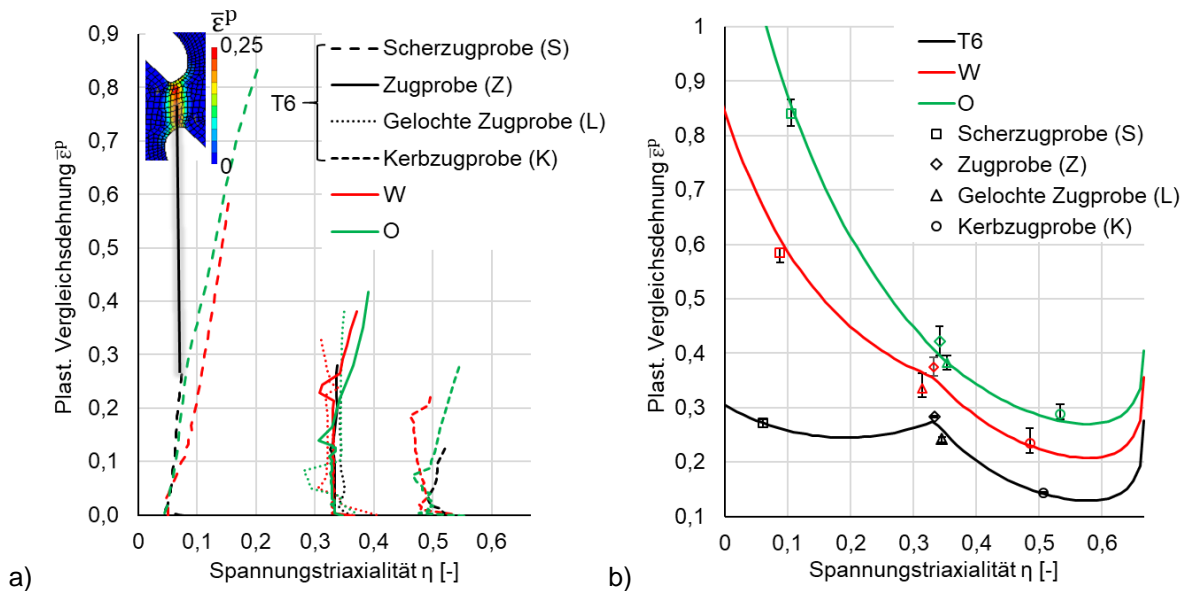 ε̅ᵖ
0,25
0
0,9
0,8
0,7
0,6
0,5
0,4
0,3
0,2
0,1
0,0
Plast. Vergleichsdehnung ε̅ᵖ
T6
Scherzugprobe (S)
Zugprobe (Z)
Gelochte Zugprobe (L)
Kerbzugprobe (K)
W
O
0
0,1
0,2
0,3
0,4
0,5
0,6
Spannungstriaxialität η [-]
a)
1
0,9
0,8
0,7
0,6
0,5
0,4
0,3
0,2
0,1
Plast. Vergleichsdehnung ε̅ᵖ
T6
W
O
Scherzugprobe (S)
Zugprobe (Z)
Gelochte Zugprobe (L)
Kerbzugprobe (K)
0
0,1
0,2
0,3
0,4
0,5
0,6
Spannungstriaxialität η [-]
b)